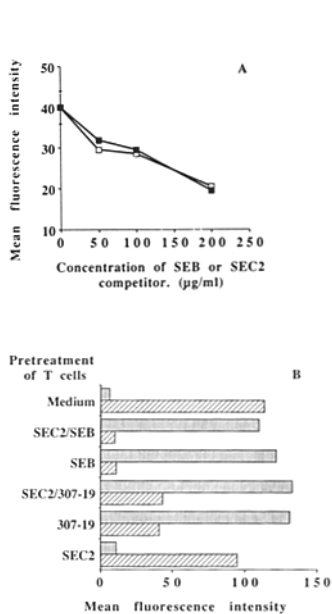 A
Mean fluorescence intensity
50
40
30
20
10
0 50 100 150 200 250
Concentration of SEB or SEC2
competitor. (µg/ml)
Pretreatment
of T cells
B
Medium
SEC2/SEB
SEB
SEC2/307-19
307-19
SEC2
0 50 100 150
Mean fluorescence intensity